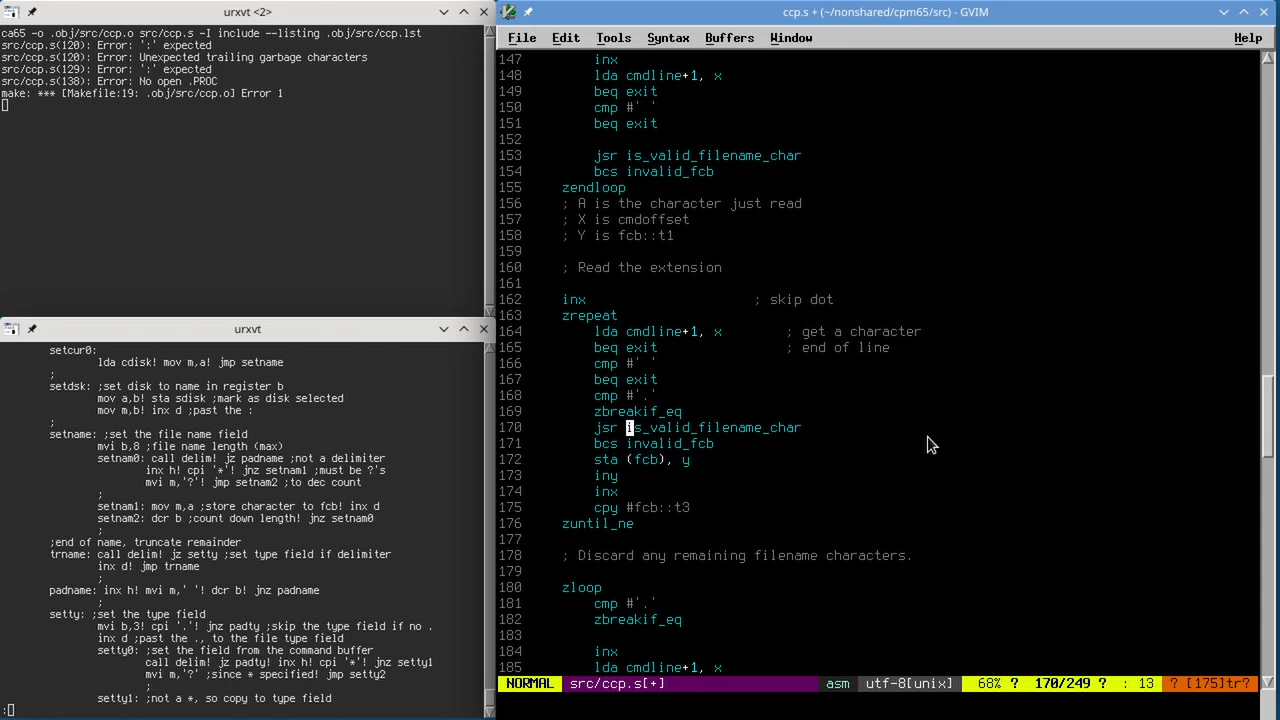 urxvt <2>
ca65 -o .obj/src/ccp.o src/ccp.s -I include --listing .obj/src/ccp.lst
src/ccp.s(120): Error: ':' expected
src/ccp.s(120): Error: Unexpected trailing garbage characters
src/ccp.s(129): Error: ':' expected
src/ccp.s(138): Error: No open .PROC
make: *** [Makefile:19: .obj/src/ccp.o] Error 1
urxvt
setcur0:
lda cdisk! mov m,a! jmp setname
;
setdsk: ;set disk to name in register b
mov a,b! sta sdisk ;mark as disk selected
mov m,b! inx d ;past the :
;
setname: ;set the file name field
mvi b,8 ;file name length (max)
setnam0: call delim! jz padname ;not a delimiter
inx h! cpi '*'! jnz setnam1 ;must be ?'s
mvi m,'?'! jmp setnam2 ;to dec count
;
setnam1: mov m,a ;store character to fcb! inx d
setnam2: dcr b ;count down length! jnz setnam0
;
;end of name, truncate remainder
trname: call delim! jz setty ;set type field if delimiter
inx d! jmp trname
;
padname: inx h! mvi m,' '! dcr b! jnz padname
;
setty: ;set the type field
mvi b,3! cpi '.'! jnz padty ;skip the type field if no .
inx d ;past the ., to the file type field
setty0: ;set the field from the command buffer
call delim! jz padty! inx h! cpi '*'! jnz setty1
mvi m,'?' ;since * specified! jmp setty2
;
setty1: ;not a *, so copy to type field
:
ccp.s + (~/nonshared/cpm65/src) - GVIM
File Edit Tools Syntax Buffers Window Help
147 inx
148 lda cmdline+1, x
149 beq exit
150 cmp #' '
151 beq exit
152
153 jsr is_valid_filename_char
154 bcs invalid_fcb
155 zendloop
156 ; A is the character just read
157 ; X is cmdoffset
158 ; Y is fcb::t1
159
160 ; Read the extension
161
162 inx ; skip dot
163 zrepeat
164 lda cmdline+1, x ; get a character
165 beq exit ; end of line
166 cmp #' '
167 beq exit
168 cmp #'.'
169 zbreakif_eq
170 jsr is_valid_filename_char
171 bcs invalid_fcb
172 sta (fcb), y
173 iny
174 inx
175 cpy #fcb::t3
176 zuntil_ne
177
178 ; Discard any remaining filename characters.
179
180 zloop
181 cmp #'.'
182 zbreakif_eq
183
184 inx
185 lda cmdline+1, x
NORMAL src/ccp.s[+] asm utf-8[unix] 68% ? 170/249 ? : 13 ? [175]tr?